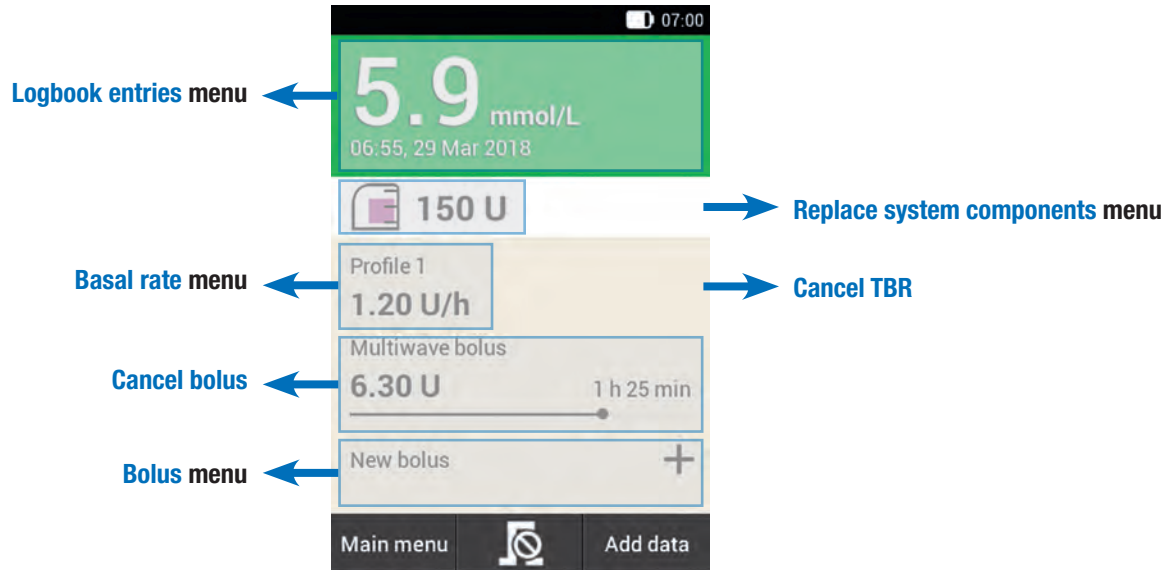 07:00
Logbook entries menu
5.9 mmol/L
06:55, 29 Mar 2018
150 U
Replace system components menu
Basal rate menu
Profile 1
1.20 U/h
Cancel TBR
Multiwave bolus
Cancel bolus
6.30 U 1 h 25 min
Bolus menu
New bolus
Main menu Add data